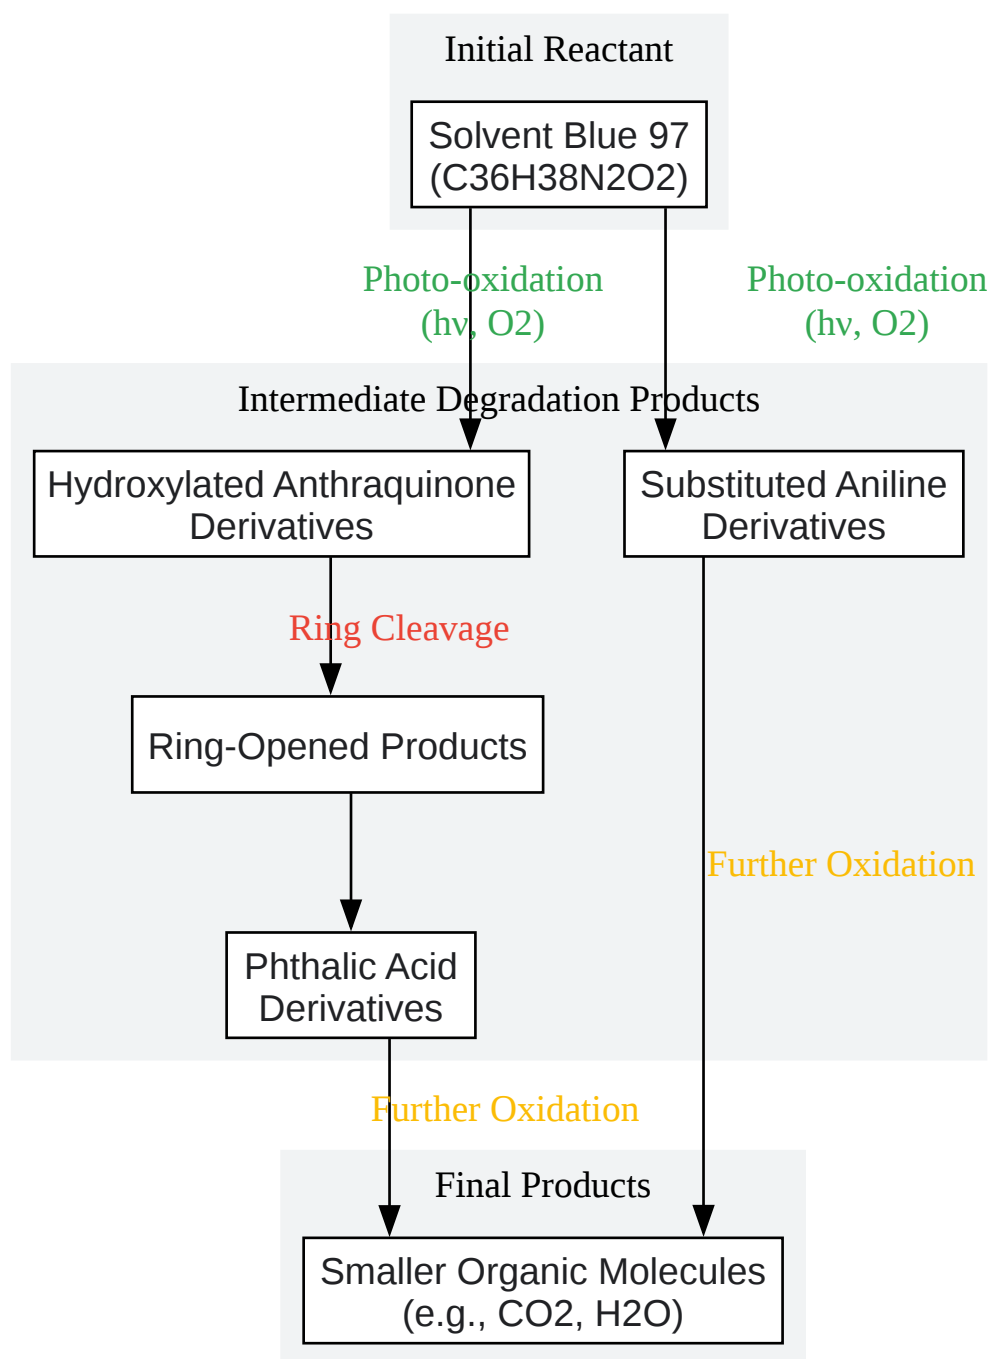 Initial Reactant
Solvent Blue 97
(C36H38N2O2)
Photo-oxidation
(hν, O2)
Photo-oxidation
(hν, O2)
Intermediate Degradation Products
Hydroxylated Anthraquinone
Derivatives
Substituted Aniline
Derivatives
Ring Cleavage
Ring-Opened Products
Further Oxidation
Phthalic Acid
Derivatives
Further Oxidation
Final Products
Smaller Organic Molecules
(e.g., CO2, H2O)